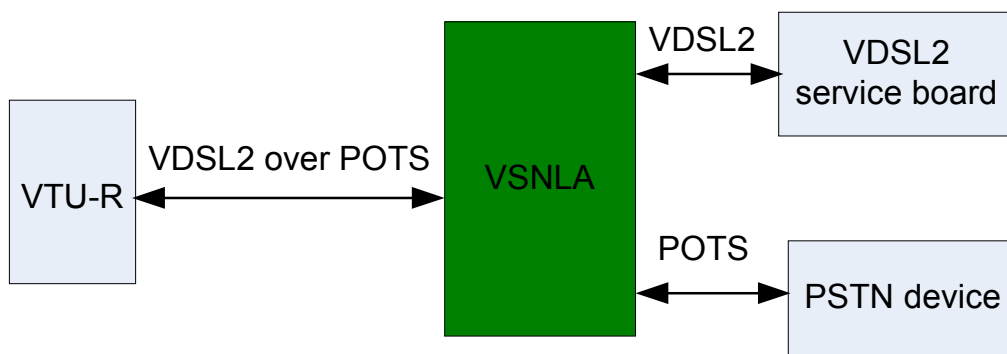 VTU-R
VDSL2 over POTS
VSNLA
VDSL2
VDSL2
service board
POTS
PSTN device